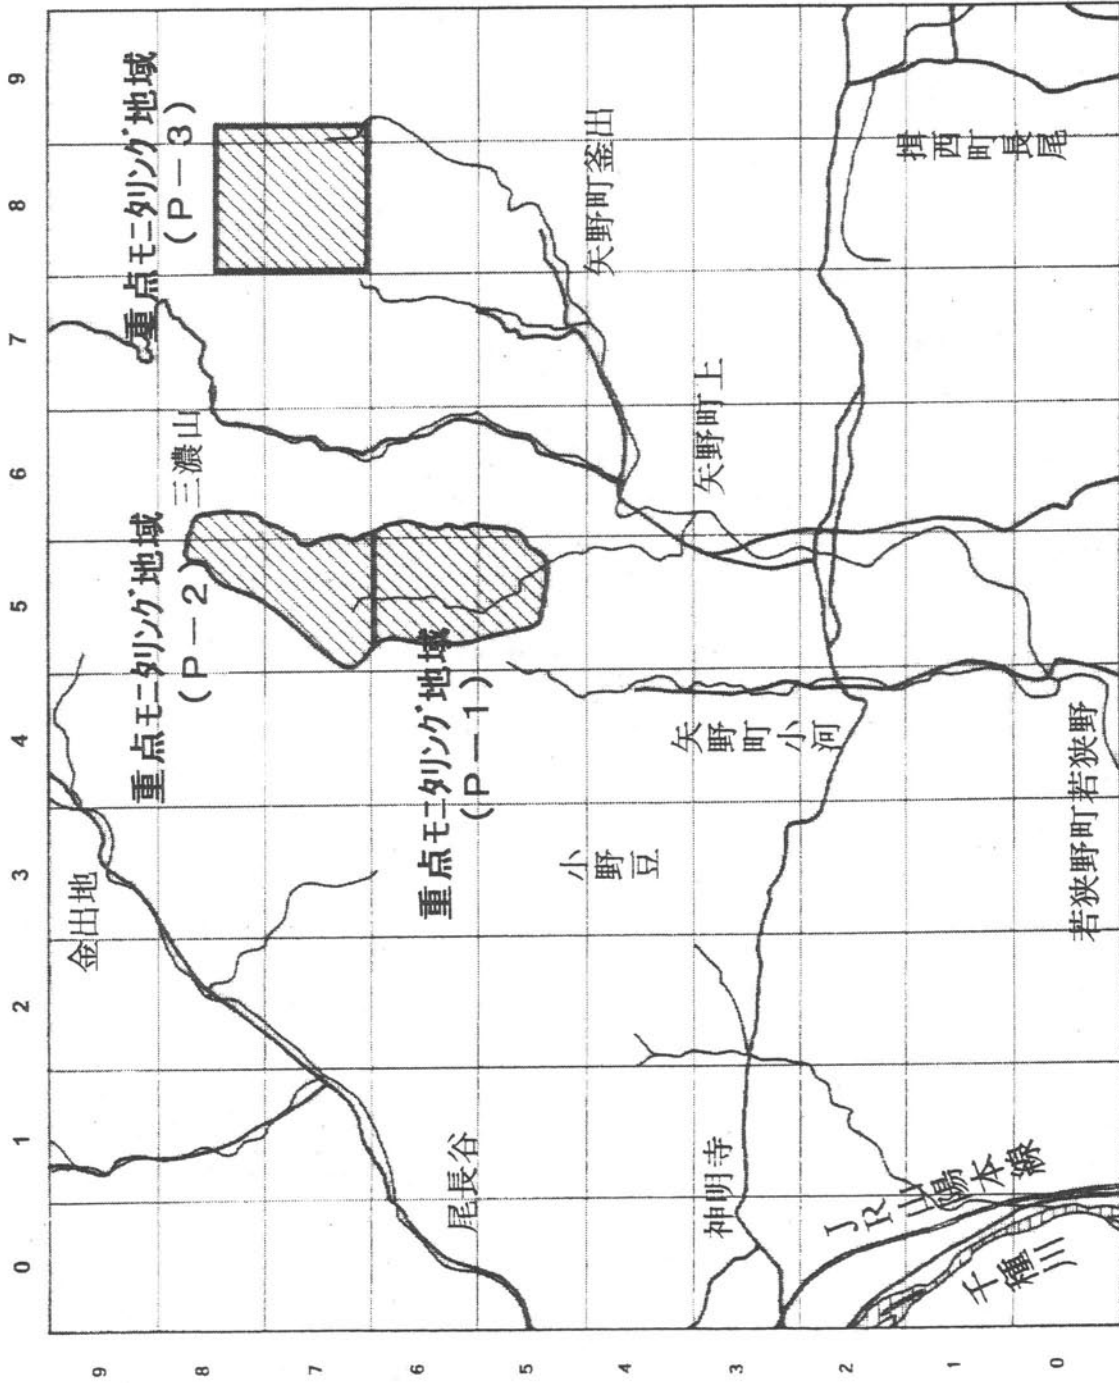 重点モニタリング地域
(P－3)
三濃山
重点モニタリング地域
(P－2)
金出地
重点モニタリング地域
(P－1)
小野豆
尾長谷
矢野町釜出
矢野町上
矢野町小河
神明寺
揖西町長尾
若狭野町若狭野
JR山陽本線
千種川
9
8
7
6
5
4
3
2
1
0
9
8
7
6
5
4
3
2
1
0